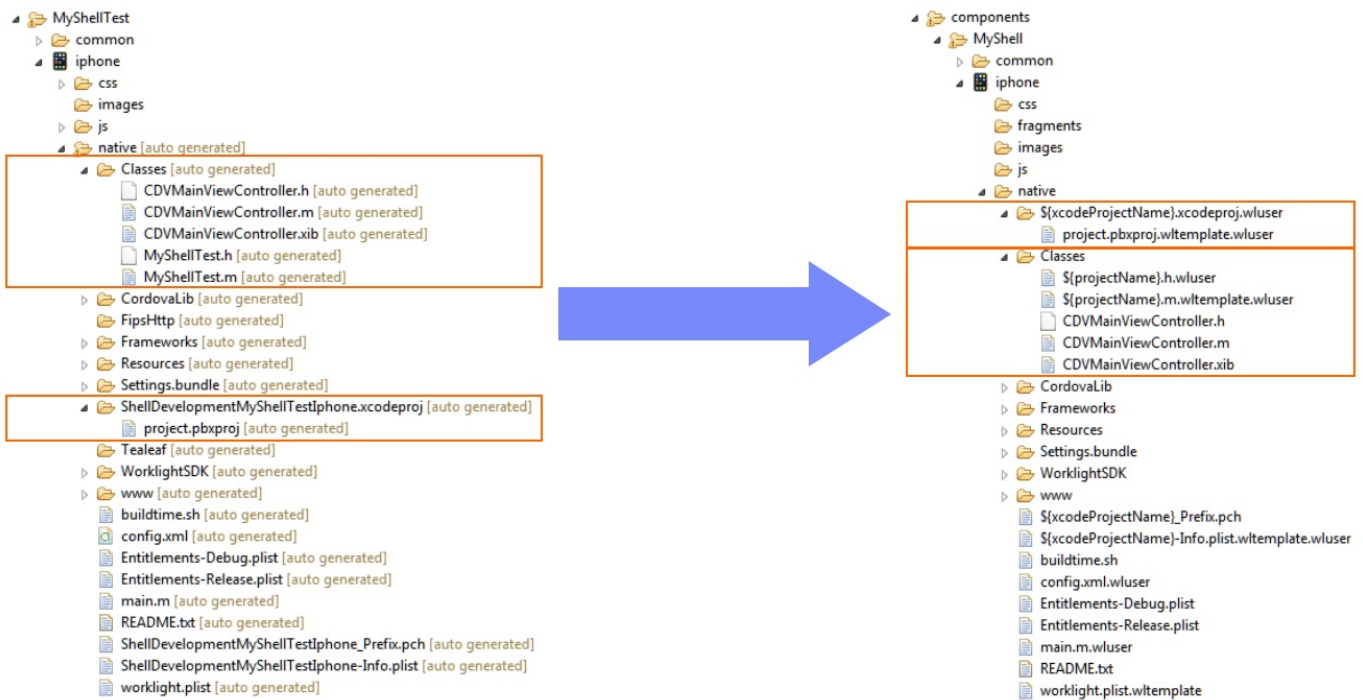 MyShellTest
common
iphone
css
images
js
native [auto generated]
Classes [auto generated]
CDVMainViewController.h [auto generated]
CDVMainViewController.m [auto generated]
CDVMainViewController.xib [auto generated]
MyShellTest.h [auto generated]
MyShellTest.m [auto generated]
CordovaLib [auto generated]
FipsHttp [auto generated]
Frameworks [auto generated]
Resources [auto generated]
Settings.bundle [auto generated]
ShellDevelopmentMyShellTestIphone.xcodeproj [auto generated]
project.pbxproj [auto generated]
Tealeaf [auto generated]
WorklightSDK [auto generated]
www [auto generated]
buildtime.sh [auto generated]
config.xml [auto generated]
Entitlements-Debug.plist [auto generated]
Entitlements-Release.plist [auto generated]
main.m [auto generated]
README.txt [auto generated]
ShellDevelopmentMyShellTestIphone_Prefix.pch [auto generated]
ShellDevelopmentMyShellTestIphone-Info.plist [auto generated]
worklight.plist [auto generated]
components
MyShell
common
iphone
css
fragments
images
js
native
${xcodeProjectName}.xcodeproj.wluser
project.pbxproj.wltemplate.wluser
Classes
${projectName}.h.wluser
${projectName}.m.wltemplate.wluser
CDVMainViewController.h
CDVMainViewController.m
CDVMainViewController.xib
CordovaLib
Frameworks
Resources
Settings.bundle
WorklightSDK
www
${xcodeProjectName}_Prefix.pch
${xcodeProjectName}-Info.plist.wltemplate.wluser
buildtime.sh
config.xml.wluser
Entitlements-Debug.plist
Entitlements-Release.plist
main.m.wluser
README.txt
worklight.plist.wltemplate